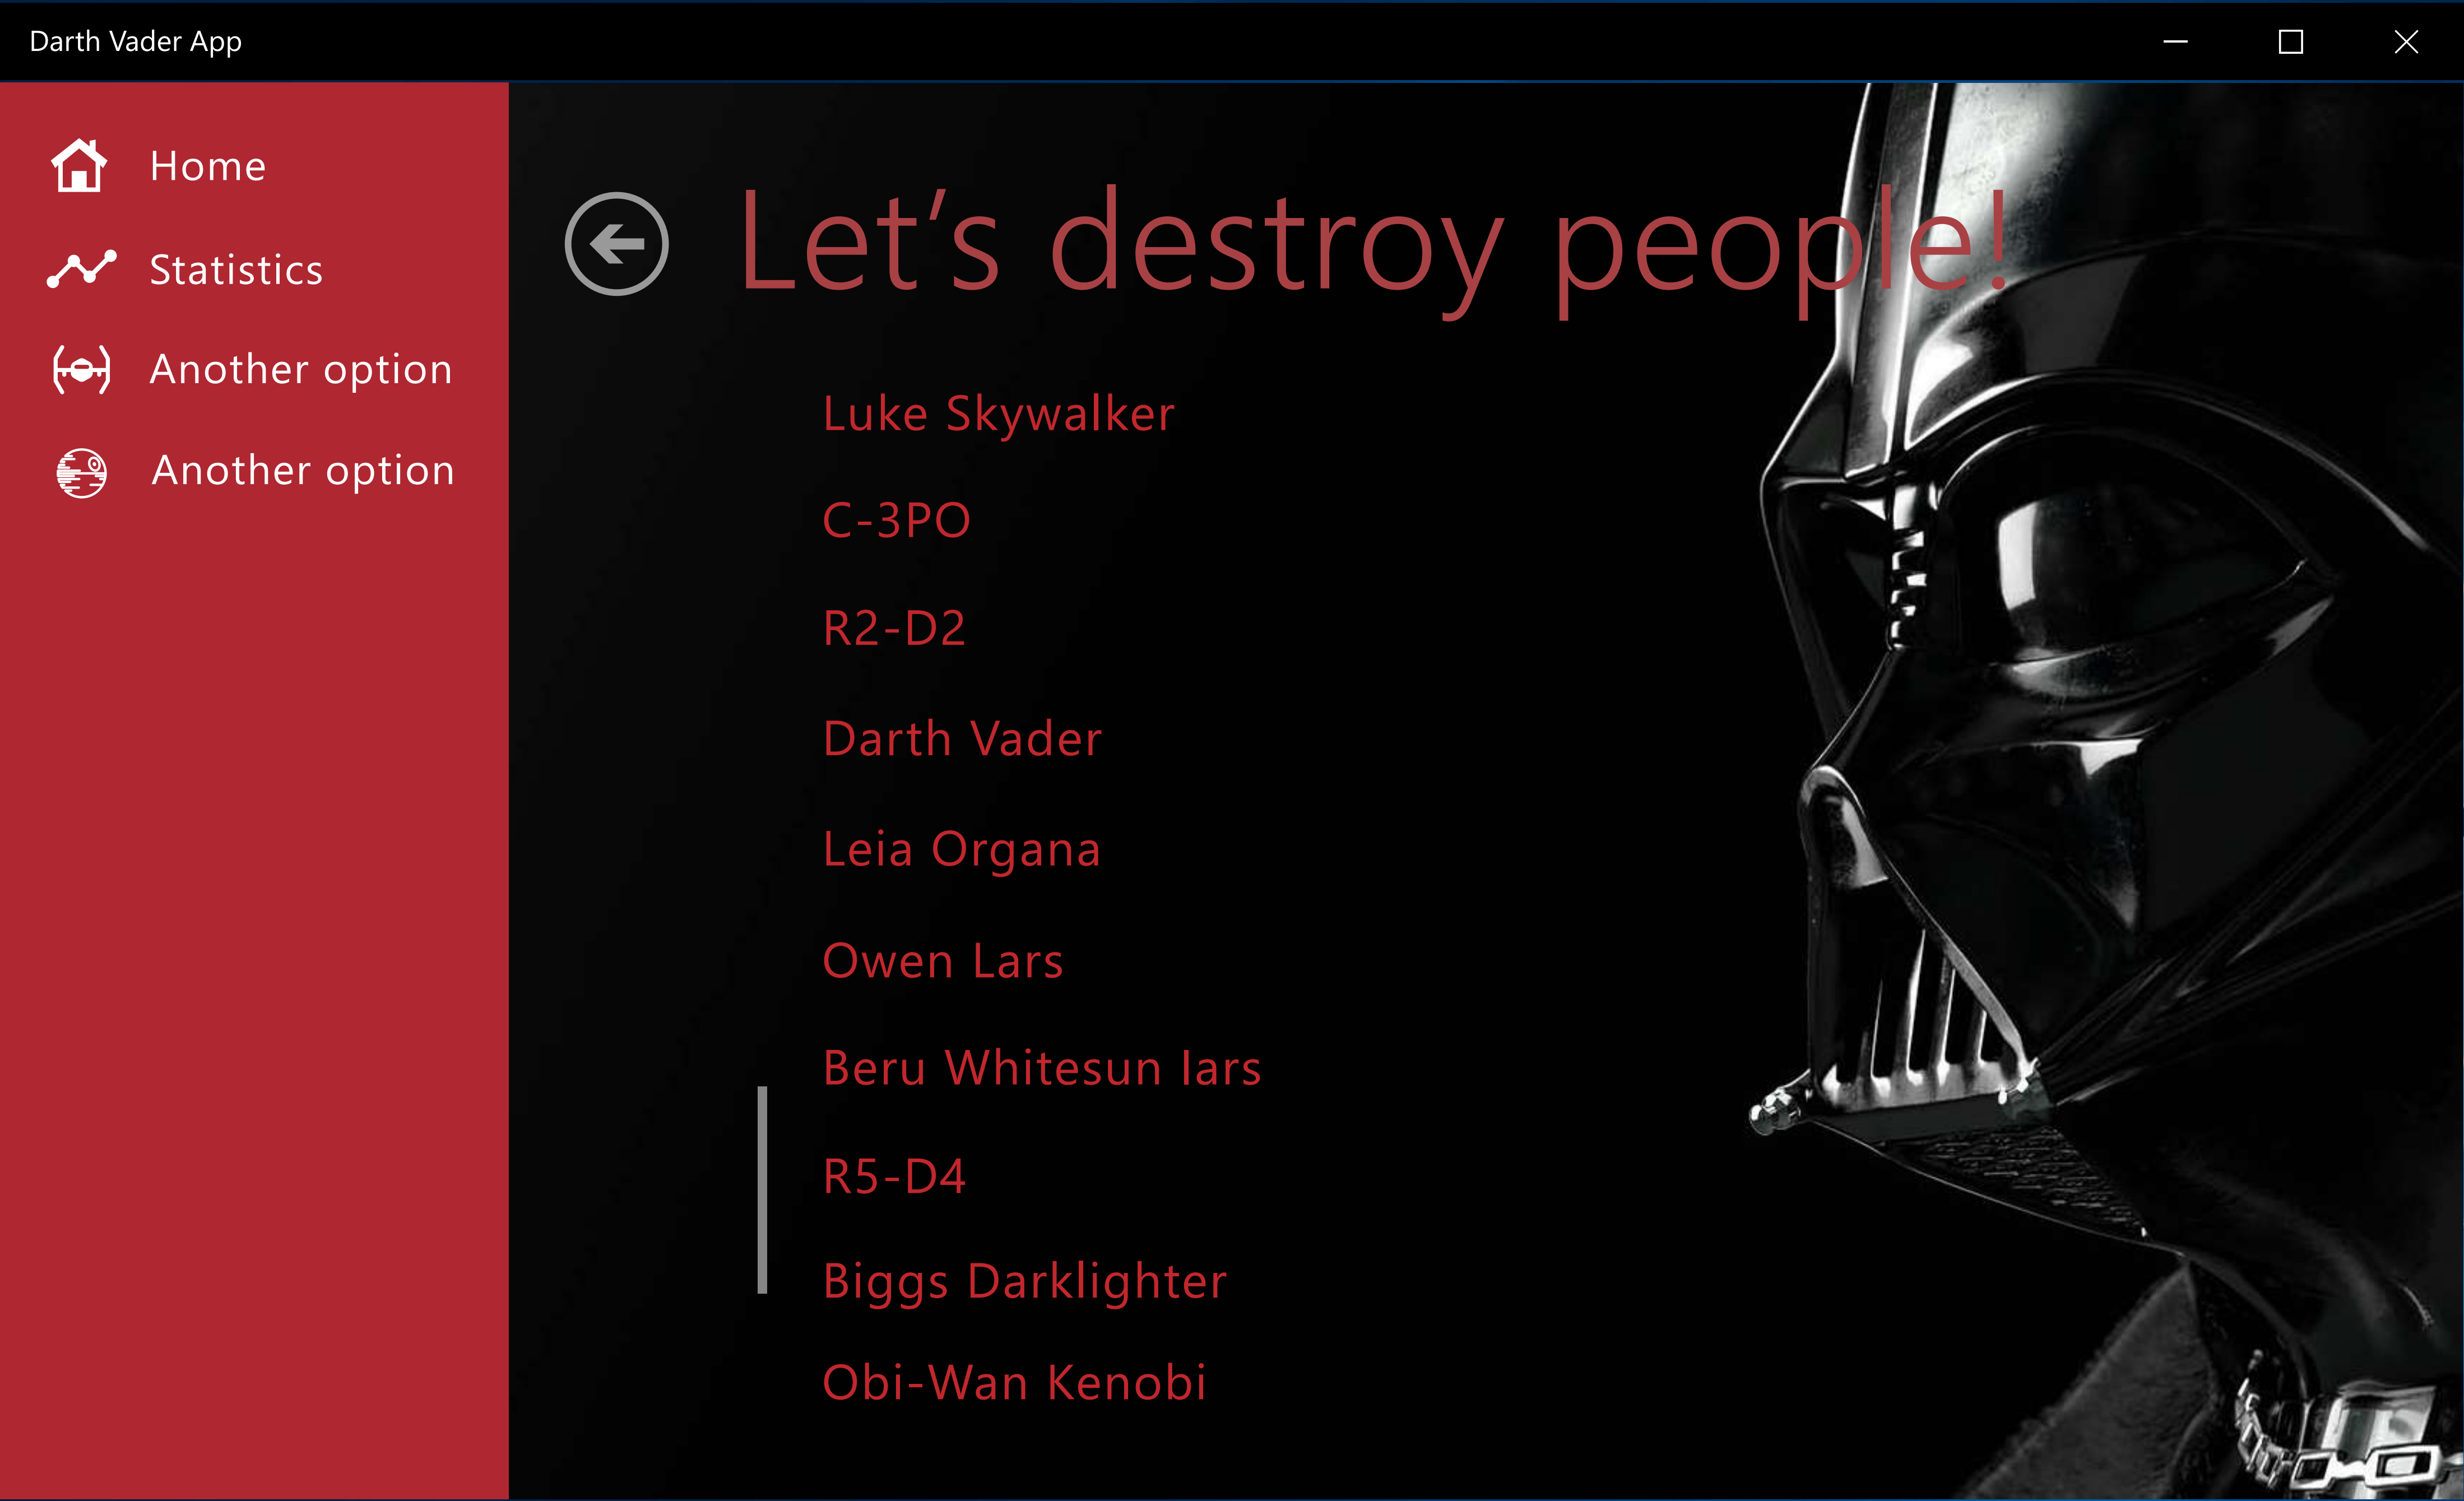 Darth Vader App
Home
Statistics
Another option
Another option
Let’s destroy people!
Luke Skywalker
C-3PO
R2-D2
Darth Vader
Leia Organa
Owen Lars
Beru Whitesun lars
R5-D4
Biggs Darklighter
Obi-Wan Kenobi